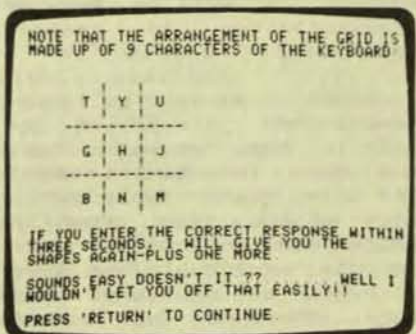 NOTE THAT THE ARRANGEMENT OF THE GRID IS
MADE UP OF 9 CHARACTERS OF THE KEYBOARD
T Y U
G H J
B N M
IF YOU ENTER THE CORRECT RESPONSE WITHIN
THREE SECONDS, I WILL GIVE YOU THE
SHAPES AGAIN-PLUS ONE MORE.
SOUNDS EASY DOESN'T IT ?? WELL I
WOULDN'T LET YOU OFF THAT EASILY!!
PRESS 'RETURN' TO CONTINUE.